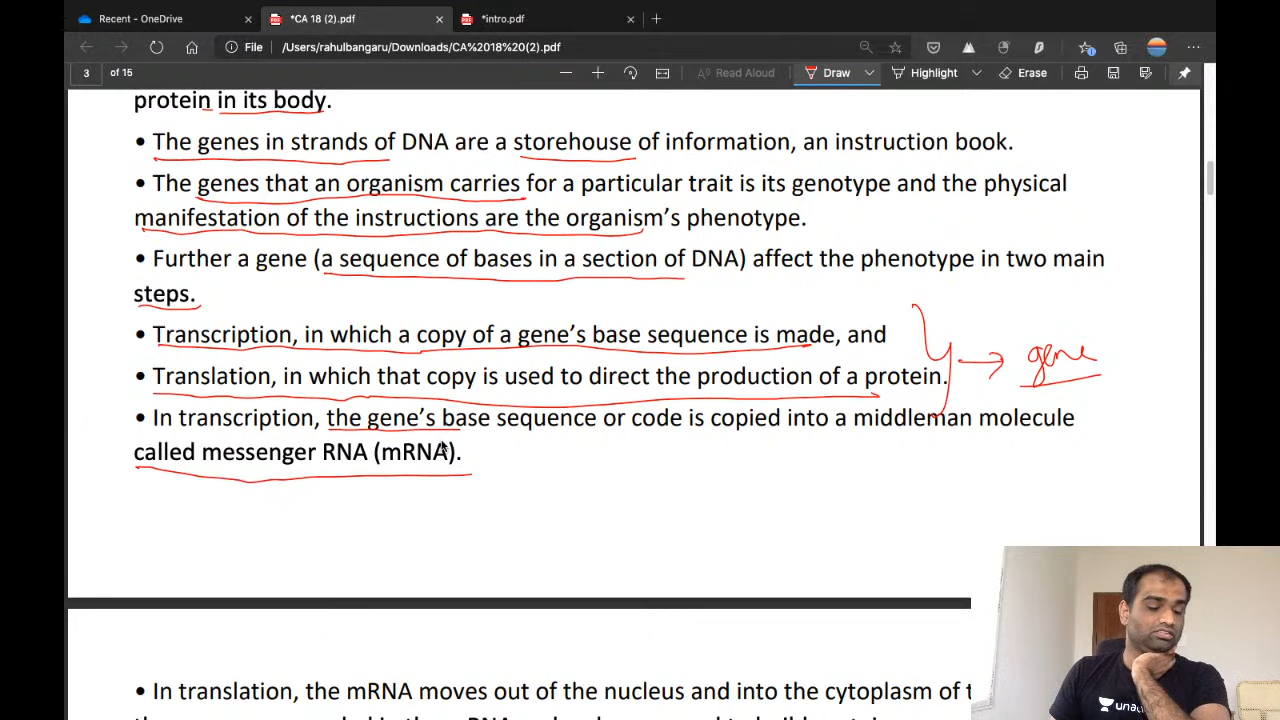 Recent - OneDrive
*CA 18 (2).pdf
*intro.pdf
File
/Users/rahulbangaru/Downloads/CA%2018%20(2).pdf
3 of 15
Read Aloud
Draw
Highlight
Erase
protein in its body.
• The genes in strands of DNA are a storehouse of information, an instruction book.
• The genes that an organism carries for a particular trait is its genotype and the physical
manifestation of the instructions are the organism's phenotype.
• Further a gene (a sequence of bases in a section of DNA) affect the phenotype in two main
steps.
• Transcription, in which a copy of a gene's base sequence is made, and
• Translation, in which that copy is used to direct the production of a protein.
gene
• In transcription, the gene's base sequence or code is copied into a middleman molecule
called messenger RNA (mRNA).
• In translation, the mRNA moves out of the nucleus and into the cytoplasm of